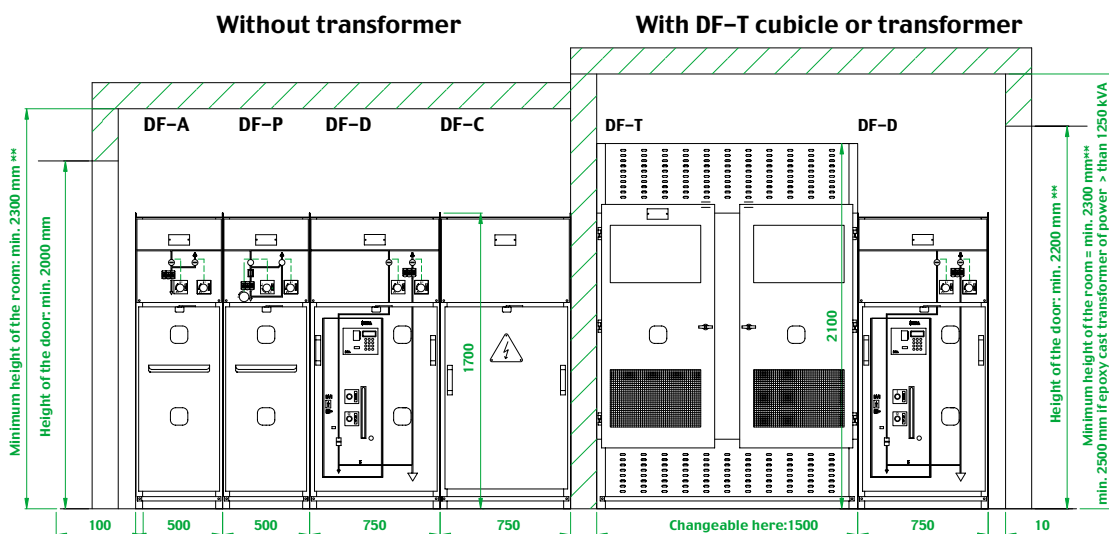 Without transformer
With DF-T cubicle or transformer
DF-A
DF-P
DF-D
DF-C
DF-T
DF-D
Minimum height of the room: min. 2300 mm **
Height of the door: min. 2000 mm
1700
2100
Height of the door: min. 2200 mm **
Minimum height of the room = min. 2300 mm**
min. 2500 mm if epoxy cast transformer of power > than 1250 kVA
100
500
500
750
750
Changeable here:1500
750
10